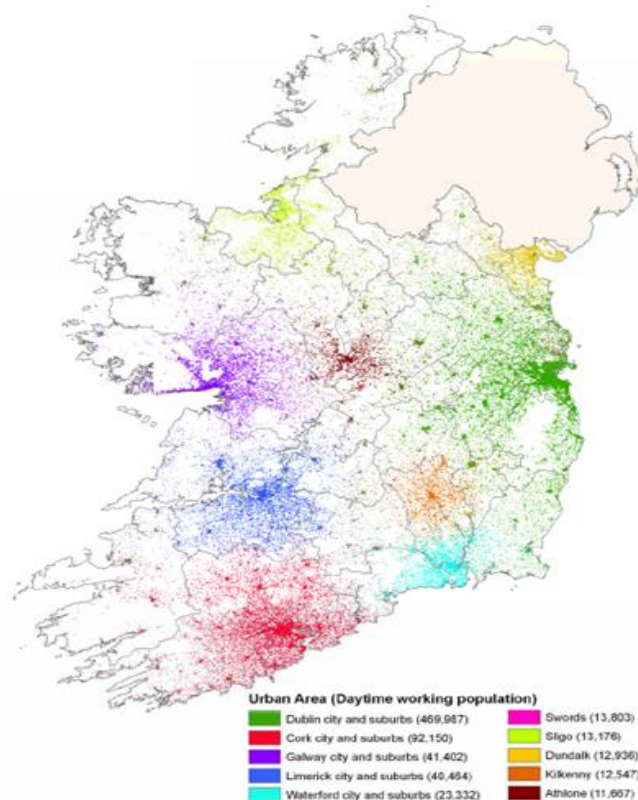 Urban Area (Daytime working population)
Dublin city and suburbs (469,987)
Cork city and suburbs (92,150)
Galway city and suburbs (41,402)
Limerick city and suburbs (40,464)
Waterford city and suburbs (23,332)
Swords (13,803)
Sligo (13,176)
Dundalk (12,936)
Kilkenny (12,547)
Athlone (11,667)